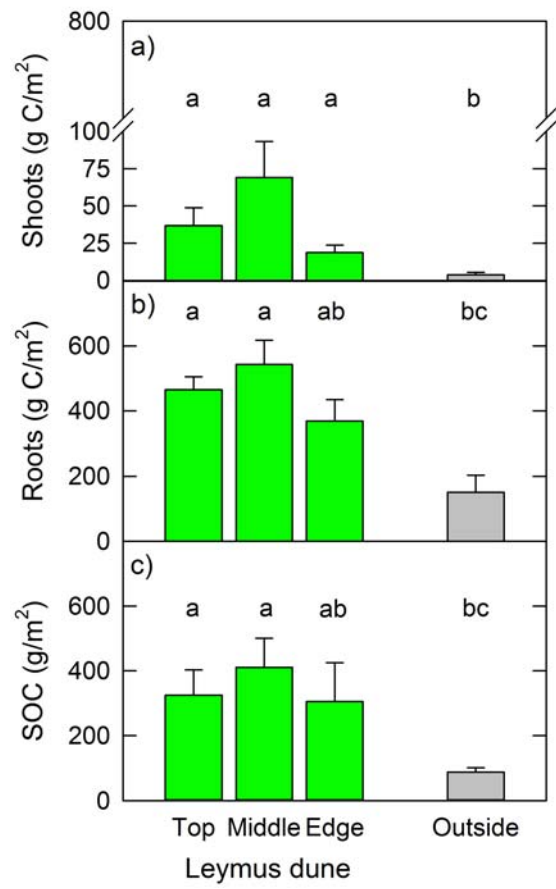 800
a)
a a a b
100
75
50
25
0
Shoots (g C/m²)
b)
a a ab bc
600
400
200
0
Roots (g C/m²)
c)
a a ab bc
600
400
200
0
SOC (g/m²)
Top Middle Edge Outside
Leymus dune